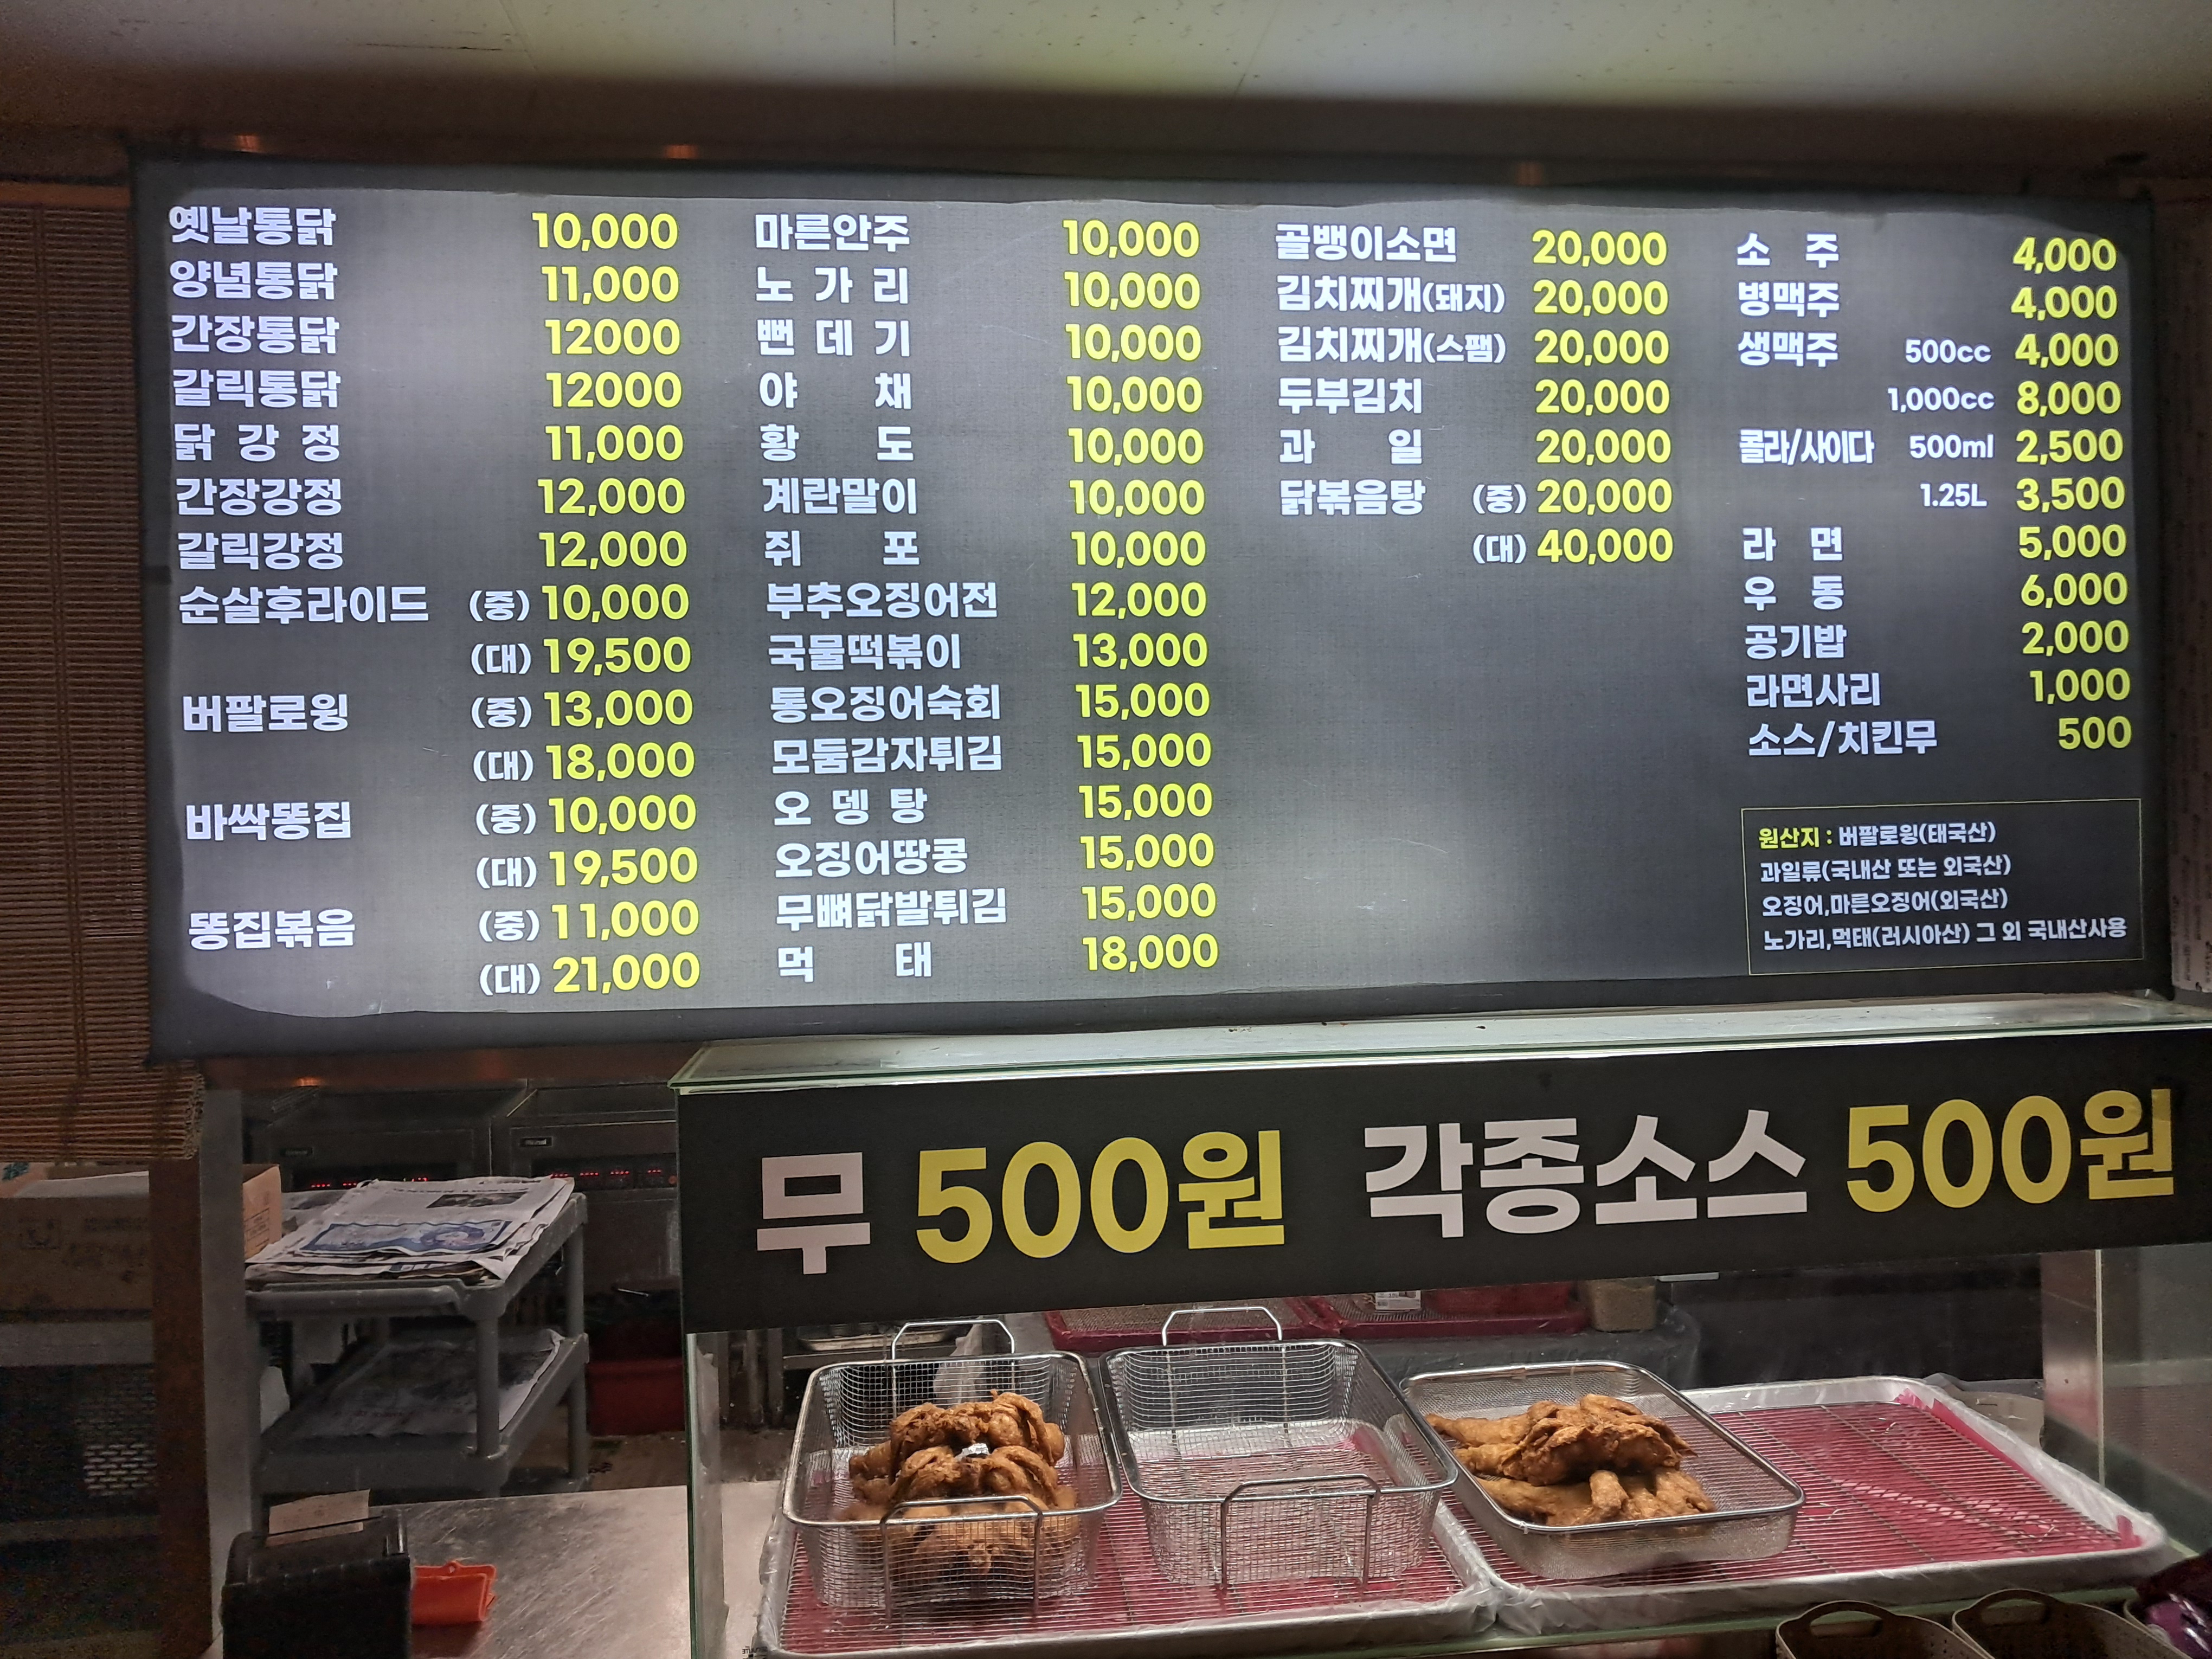 옛날통닭 10,000
양념통닭 11,000
간장통닭 12000
갈릭통닭 12000
닭 강 정 11,000
간장강정 12,000
갈릭강정 12,000
순살후라이드 (중) 10,000
(대) 19,500
버팔로윙 (중) 13,000
(대) 18,000
바싹똥집 (중) 10,000
(대) 19,500
똥집볶음 (중) 11,000
(대) 21,000
마른안주 10,000
노 가 리 10,000
뻔 데 기 10,000
야 채 10,000
황 도 10,000
계란말이 10,000
쥐 포 10,000
부추오징어전 12,000
국물떡볶이 13,000
통오징어숙회 15,000
모둠감자튀김 15,000
오 뎅 탕 15,000
오징어땅콩 15,000
무뼈닭발튀김 15,000
먹 태 18,000
골뱅이소면 20,000
김치찌개(돼지) 20,000
김치찌개(스팸) 20,000
두부김치 20,000
과 일 20,000
닭볶음탕 (중) 20,000
(대) 40,000
소 주 4,000
병맥주 4,000
생맥주 500cc 4,000
1,000cc 8,000
콜라/사이다 500ml 2,500
1.25L 3,500
라 면 5,000
우 동 6,000
공기밥 2,000
라면사리 1,000
소스/치킨무 500
원산지 : 버팔로윙(태국산)
과일류(국내산 또는 외국산)
오징어,마른오징어(외국산)
노가리,먹태(러시아산) 그 외 국내산사용
무 500원 각종소스 500원